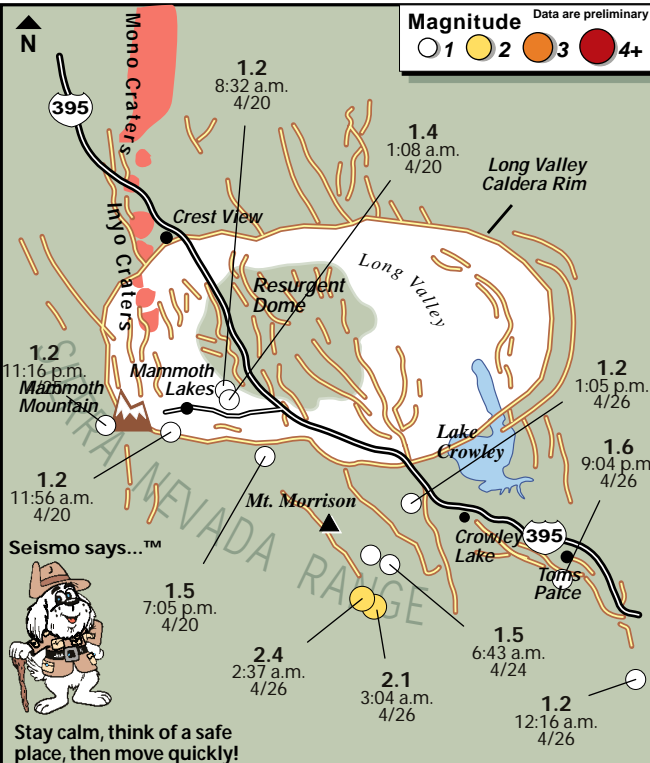 Magnitude
Data are preliminary
1 2 3 4+
N
Mono Craters
395
1.2
8:32 a.m.
4/20
1.4
1:08 a.m.
4/20
Long Valley
Caldera Rim
Crest View
Inyo Craters
Long Valley
Resurgent
Dome
1.2
11:16 p.m.
Mammoth
Mountain
Mammoth
Lakes
1.2
1:05 p.m.
4/26
Lake
Crowley
1.6
9:04 p.m.
4/26
1.2
11:56 a.m.
4/20
SIERRA NEVADA RANGE
Mt. Morrison
Crowley
Lake
395
Toms
Palce
Seismo says...™
1.5
7:05 p.m.
4/20
2.4
2:37 a.m.
4/26
2.1
3:04 a.m.
4/26
1.5
6:43 a.m.
4/24
1.2
12:16 a.m.
4/26
Stay calm, think of a safe
place, then move quickly!